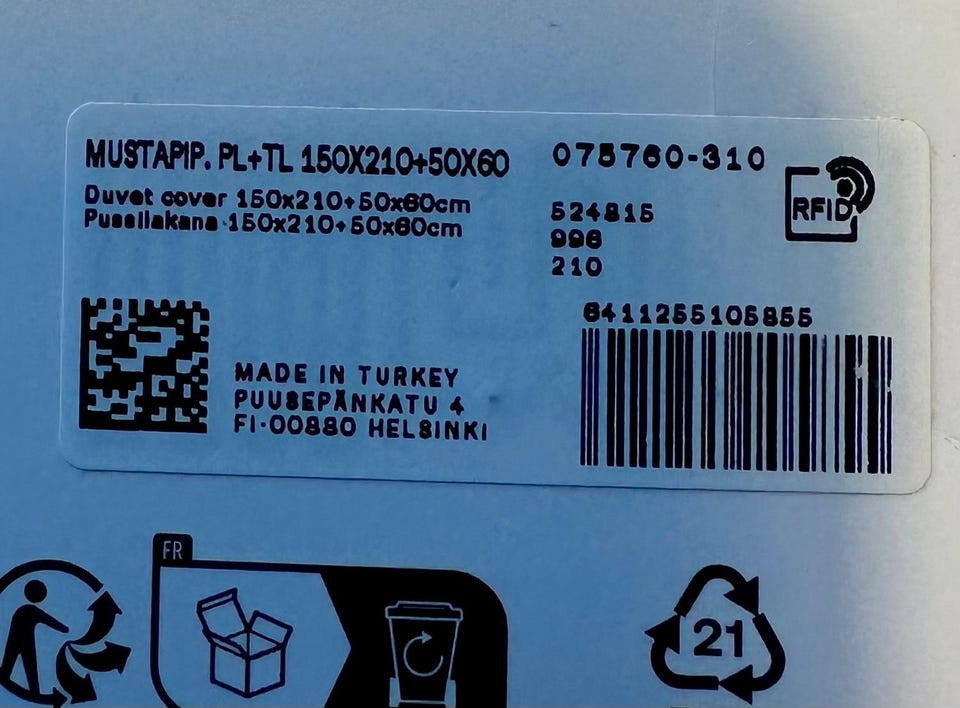 MUSTAPIP. PL+TL 150X210+50X60
Duvet cover 150x210+50x60cm
Pussilakana 150x210+50x60cm
075760-310
524815
996
210
RFID
6411255105855
MADE IN TURKEY
PUUSEPÄNKATU 4
FI-00880 HELSINKI
FR
21